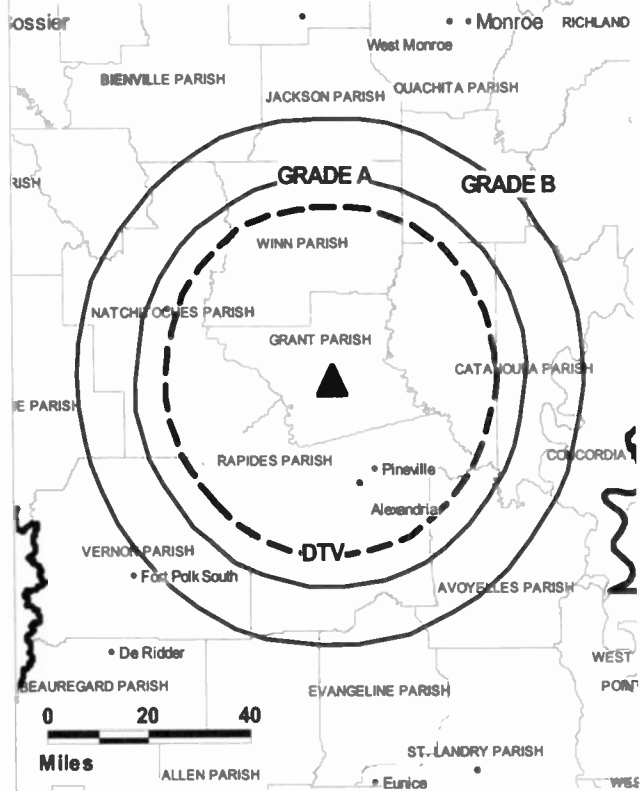 ossier
Monroe
RICHLAND
West Monroe
BIENVILLE PARISH
OUACHITA PARISH
JACKSON PARISH
GRADE A
GRADE B
RISH
WINN PARISH
NATCHITOCHES PARISH
GRANT PARISH
CATAHOULA PARISH
E PARISH
RAPIDES PARISH
CONCORDIA
Pineville
Alexandria
DTV
VERNON PARISH
Fort Polk South
AVOYELLES PARISH
De Ridder
WEST
BEAUREGARD PARISH
EVANGELINE PARISH
0 20 40
Miles
ST. LANDRY PARISH
ALLEN PARISH
Eunice